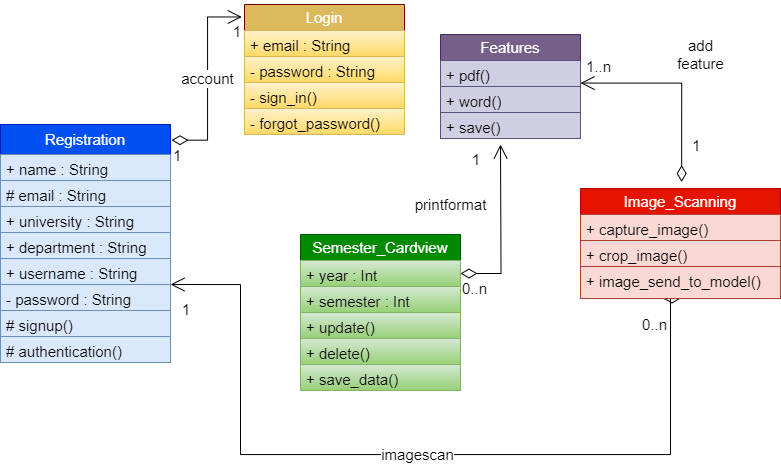 Login
+ email : String
- password : String
- sign_in()
- forgot_password()
1
account
1
Registration
+ name : String
# email : String
+ university : String
+ department : String
+ username : String
- password : String
# signup()
# authentication()
1
Features
+ pdf()
+ word()
+ save()
1..n
add
feature
1
1
printformat
Semester_Cardview
+ year : Int
+ semester : Int
+ update()
+ delete()
+ save_data()
0..n
Image_Scanning
+ capture_image()
+ crop_image()
+ image_send_to_model()
0..n
imagescan